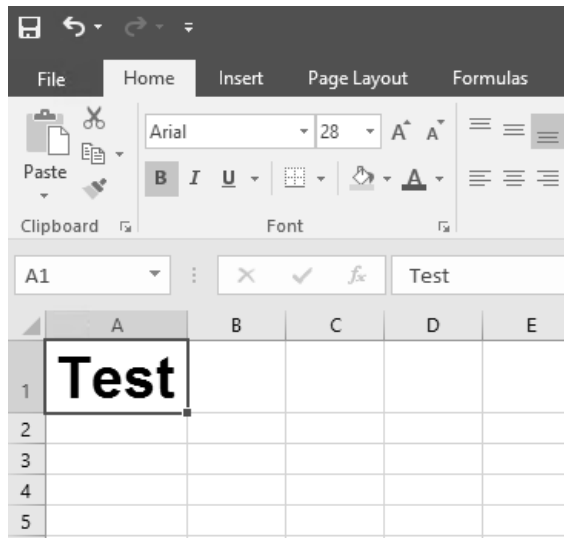 File Home Insert Page Layout Formulas
Arial 28 A A
Paste B I U A
Clipboard Font
A1 fx Test
A B C D E
1 Test
2
3
4
5